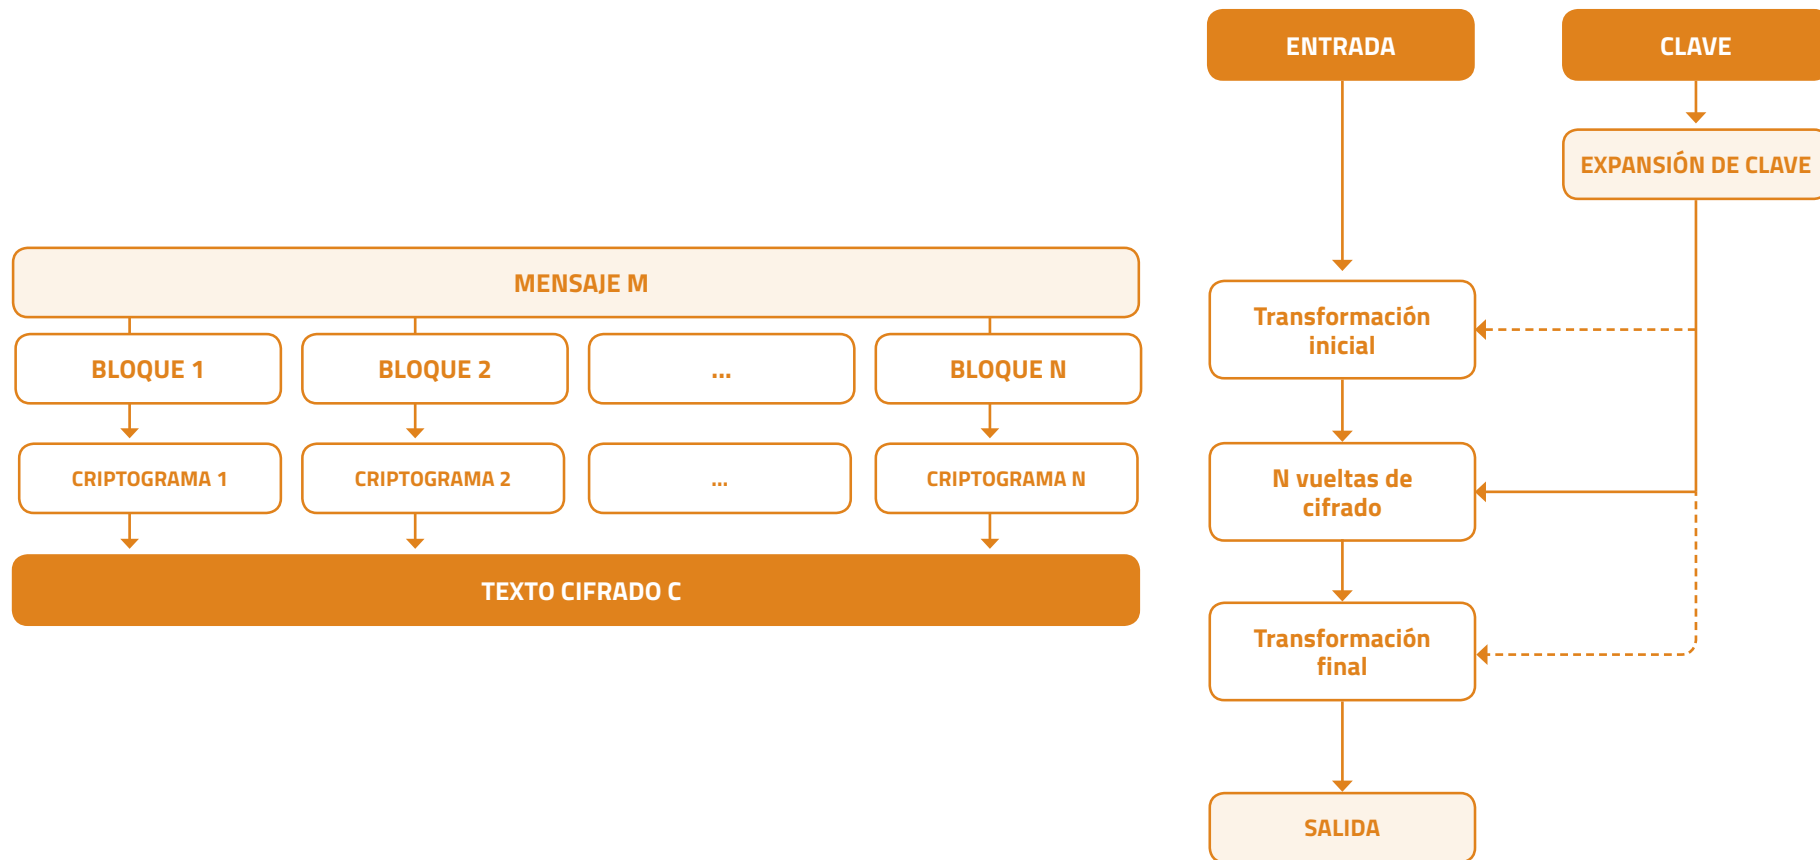 MENSAJE M
BLOQUE 1
BLOQUE 2
...
BLOQUE N
CRIPTOGRAMA 1
CRIPTOGRAMA 2
...
CRIPTOGRAMA N
TEXTO CIFRADO C
ENTRADA
CLAVE
EXPANSIÓN DE CLAVE
Transformación
inicial
N vueltas de
cifrado
Transformación
final
SALIDA